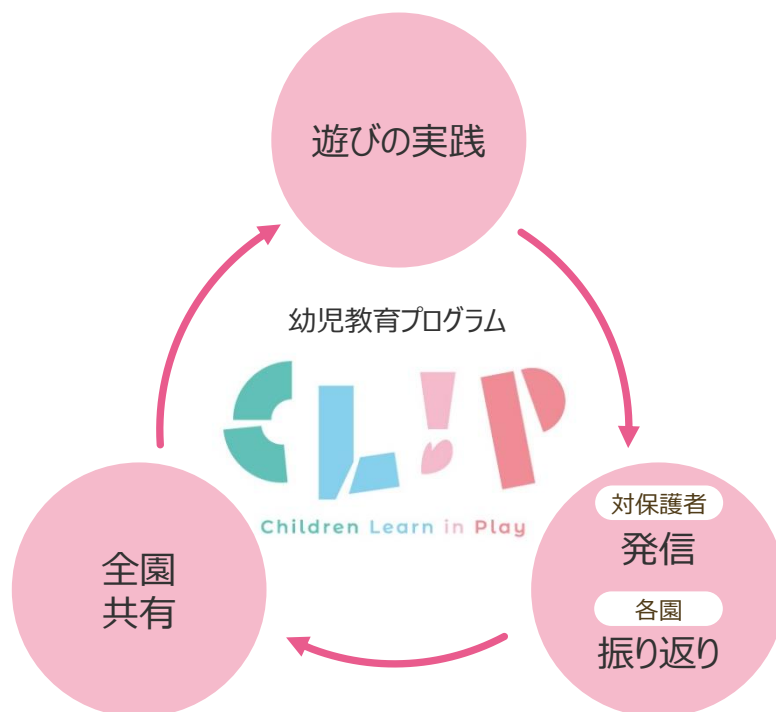 遊びの実践
幼児教育プログラム
CL!P
Children Learn in Play
対保護者
発信
各園
振り返り
全園
共有